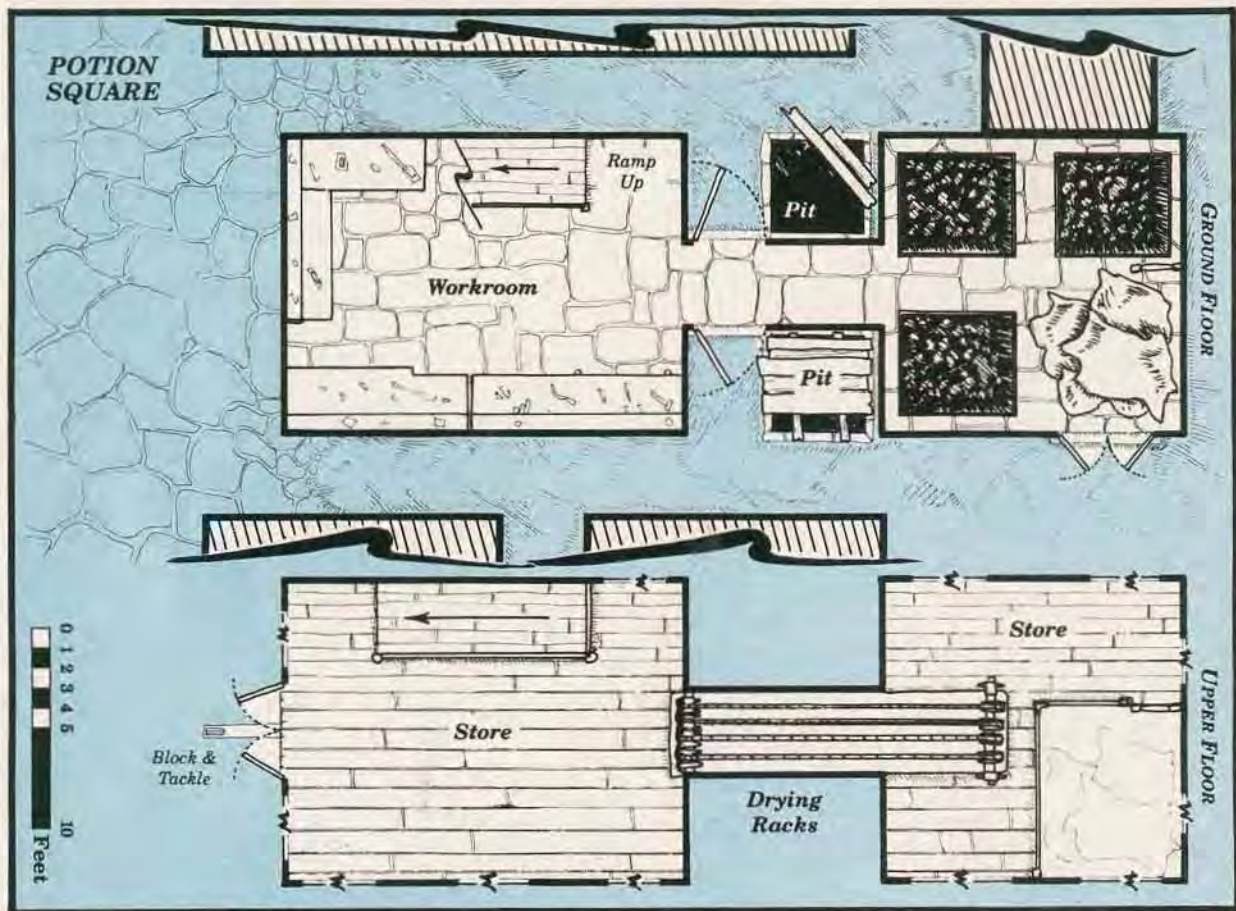 POTION
SQUARE
Ramp
Up
Pit
Workroom
Pit
GROUND FLOOR
Store
Store
Block &
Tackle
Drying
Racks
UPPER FLOOR
0 1 2 3 4 5 10
Feet